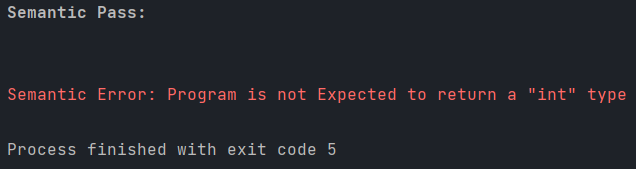 Semantic Pass:
Semantic Error: Program is not Expected to return a "int" type
Process finished with exit code 5